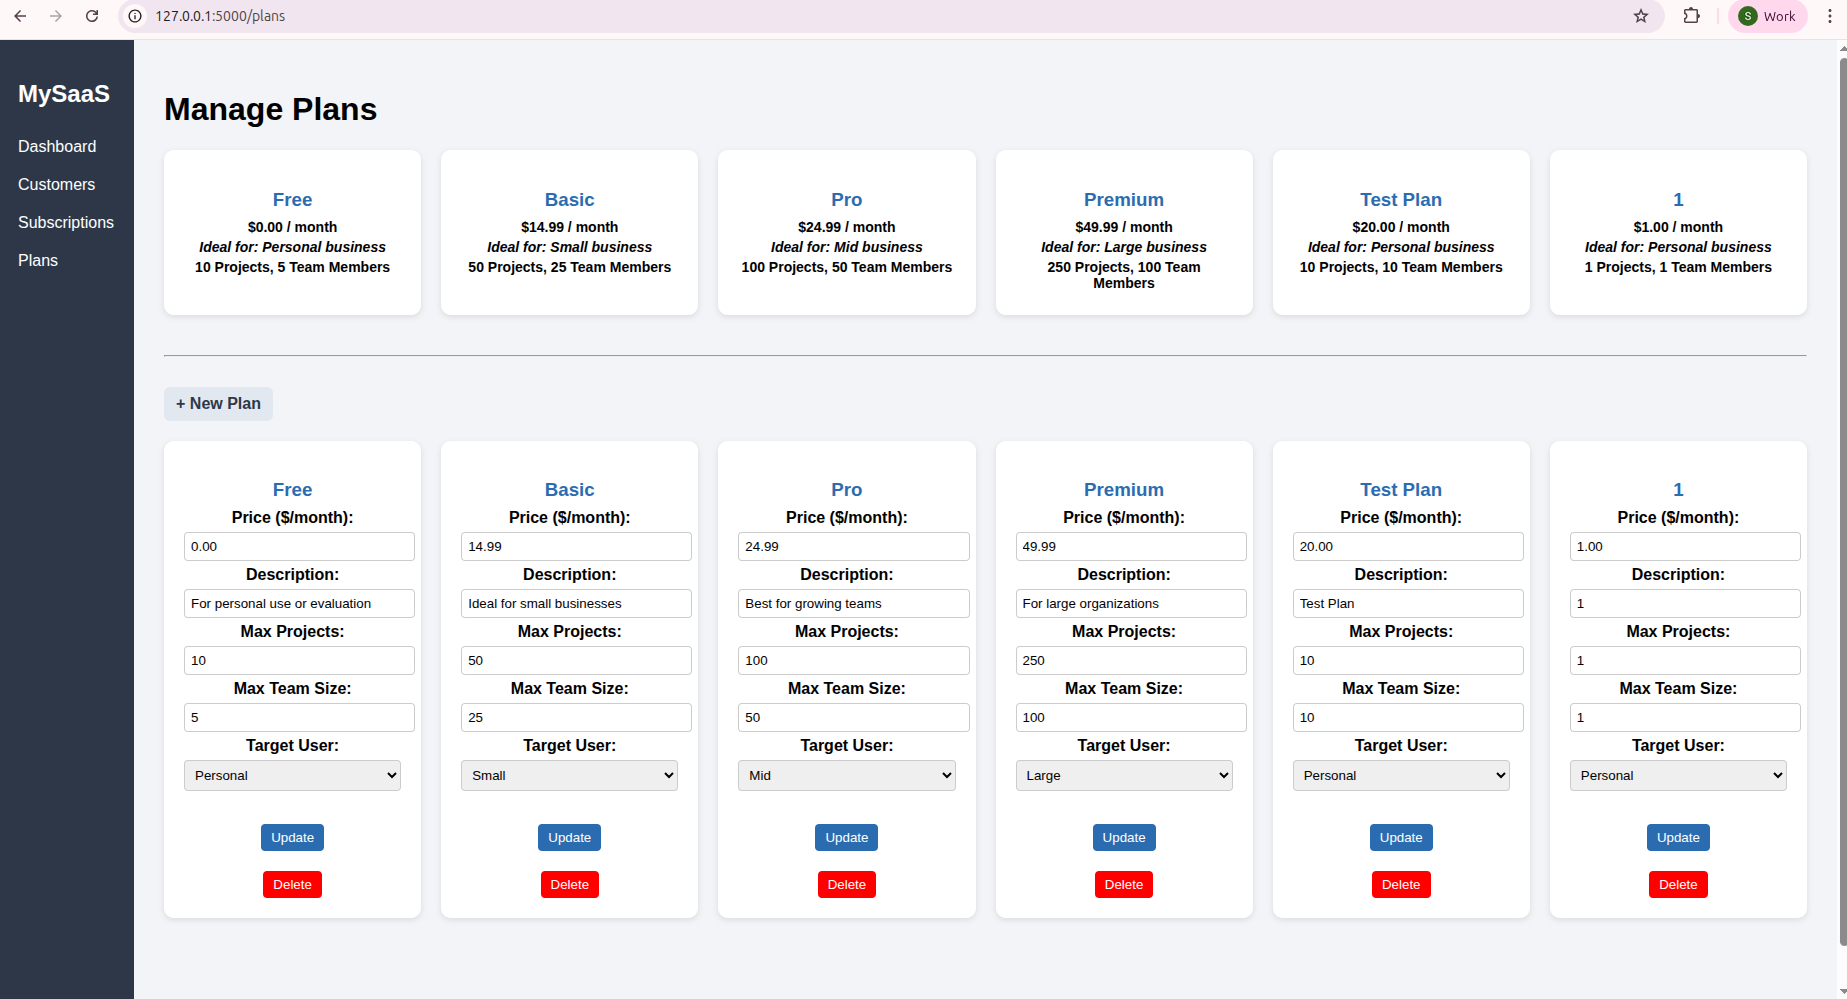 127.0.0.1:5000/plans
S
Work
MySaaS
Dashboard
Customers
Subscriptions
Plans
Manage Plans
Free
$0.00 / month
Ideal for: Personal business
10 Projects, 5 Team Members
Basic
$14.99 / month
Ideal for: Small business
50 Projects, 25 Team Members
Pro
$24.99 / month
Ideal for: Mid business
100 Projects, 50 Team Members
Premium
$49.99 / month
Ideal for: Large business
250 Projects, 100 Team
Members
Test Plan
$20.00 / month
Ideal for: Personal business
10 Projects, 10 Team Members
1
$1.00 / month
Ideal for: Personal business
1 Projects, 1 Team Members
+ New Plan
Free
Price ($/month):
0.00
Description:
For personal use or evaluation
Max Projects:
10
Max Team Size:
5
Target User:
Personal
Update
Delete
Basic
Price ($/month):
14.99
Description:
Ideal for small businesses
Max Projects:
50
Max Team Size:
25
Target User:
Small
Update
Delete
Pro
Price ($/month):
24.99
Description:
Best for growing teams
Max Projects:
100
Max Team Size:
50
Target User:
Mid
Update
Delete
Premium
Price ($/month):
49.99
Description:
For large organizations
Max Projects:
250
Max Team Size:
100
Target User:
Large
Update
Delete
Test Plan
Price ($/month):
20.00
Description:
Test Plan
Max Projects:
10
Max Team Size:
10
Target User:
Personal
Update
Delete
1
Price ($/month):
1.00
Description:
1
Max Projects:
1
Max Team Size:
1
Target User:
Personal
Update
Delete